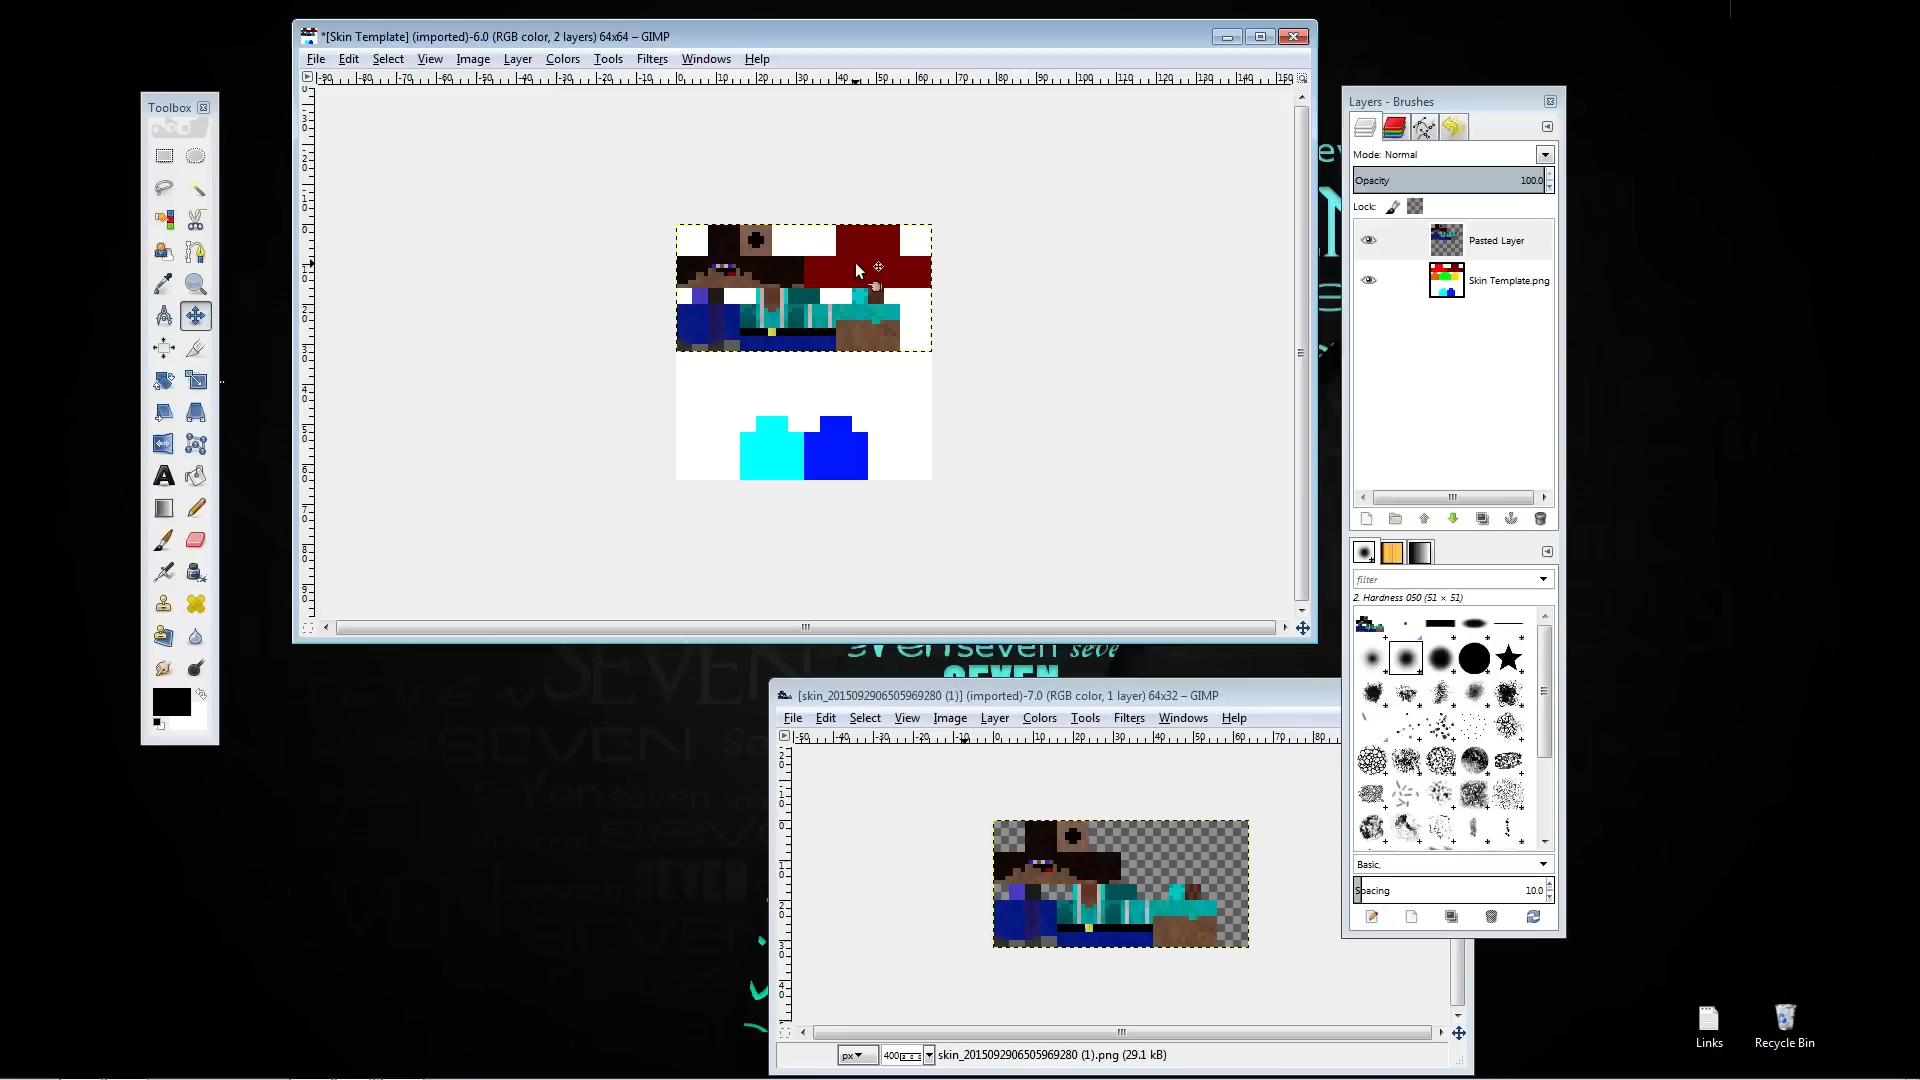 *[Skin Template] (imported)-6.0 (RGB color, 2 layers) 64x64 – GIMP
File Edit Select View Image Layer Colors Tools Filters Windows Help
Toolbox
Layers - Brushes
Mode: Normal
Opacity 100.0
Lock:
Pasted Layer
Skin Template.png
filter
2. Hardness 050 (51 × 51)
Basic,
Spacing 10.0
seven seve
SEVEN
[skin_2015092906505969280 (1)] (imported)-7.0 (RGB color, 1 layer) 64x32 – GIMP
File Edit Select View Image Layer Colors Tools Filters Windows Help
px 400 skin_2015092906505969280 (1).png (29.1 kB)
Links
Recycle Bin